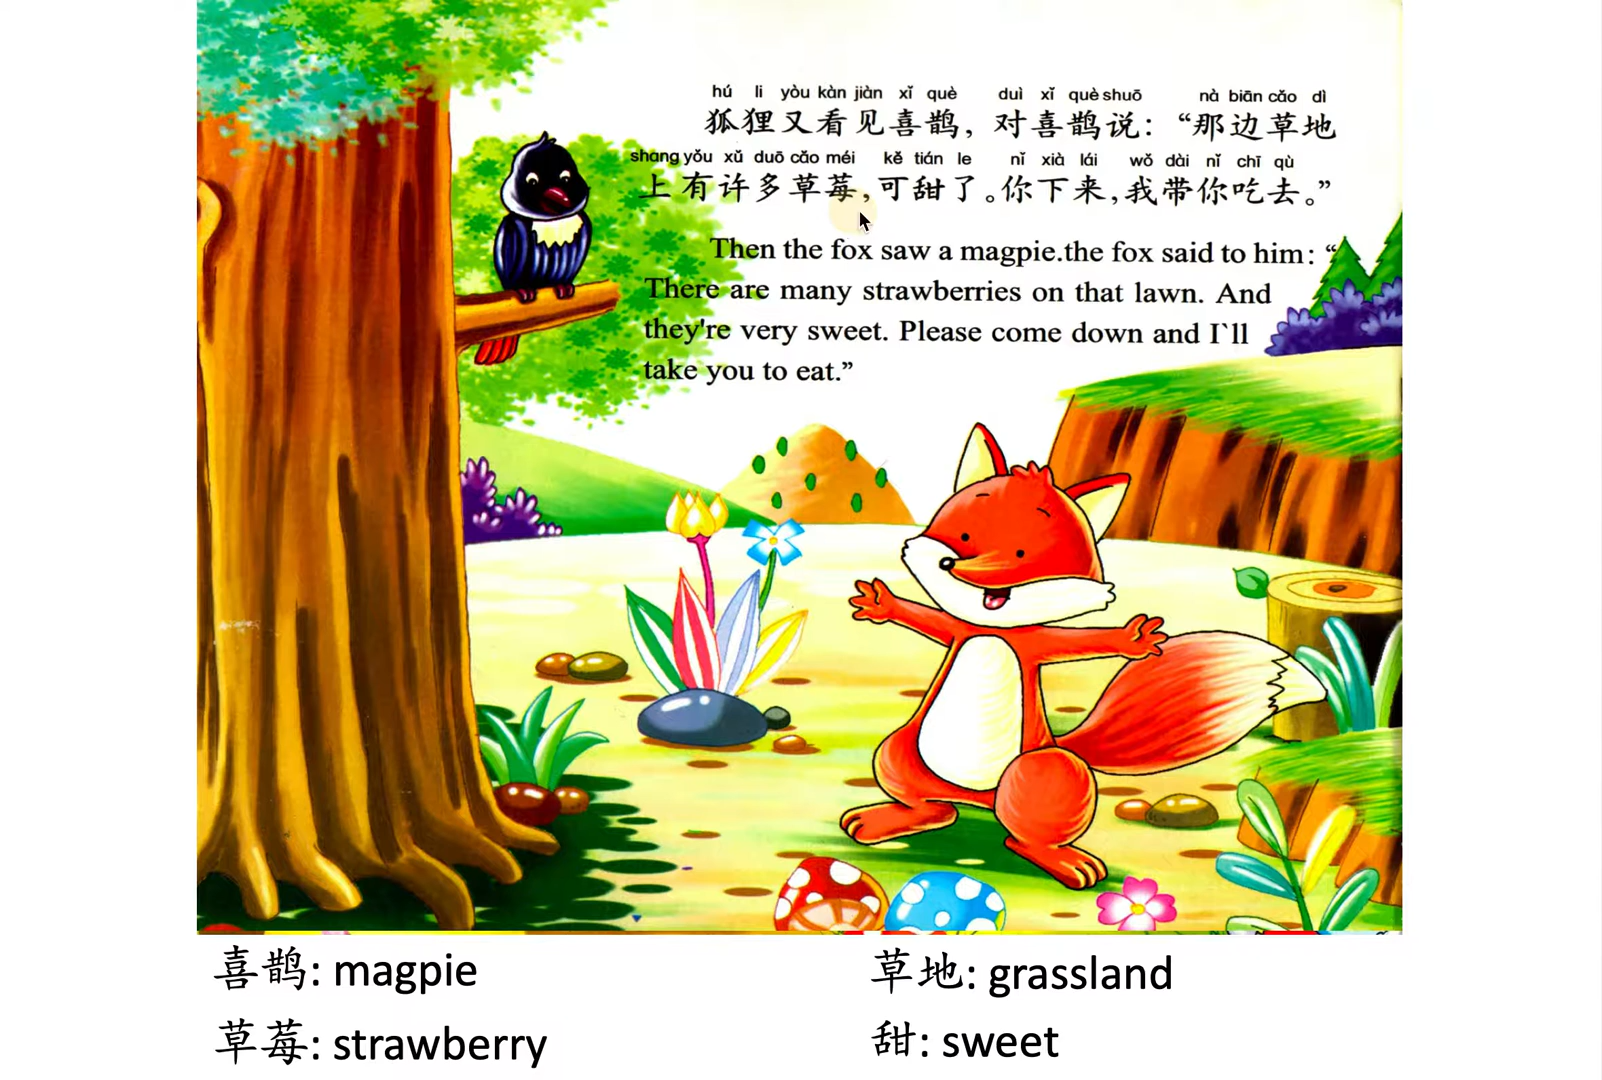 hú li yòu kàn jiàn xǐ què duì xǐ què shuō nà biān cǎo dì
狐狸又看见喜鹊，对喜鹊说：“那边草地
shang yǒu xǔ duō cǎo méi kě tián le nǐ xià lái wǒ dài nǐ chī qù
上有许多草莓，可甜了。你下来，我带你吃去。”
Then the fox saw a magpie.the fox said to him: “
There are many strawberries on that lawn. And
they're very sweet. Please come down and I`ll
take you to eat.”
喜鹊: magpie
草地: grassland
草莓: strawberry
甜: sweet